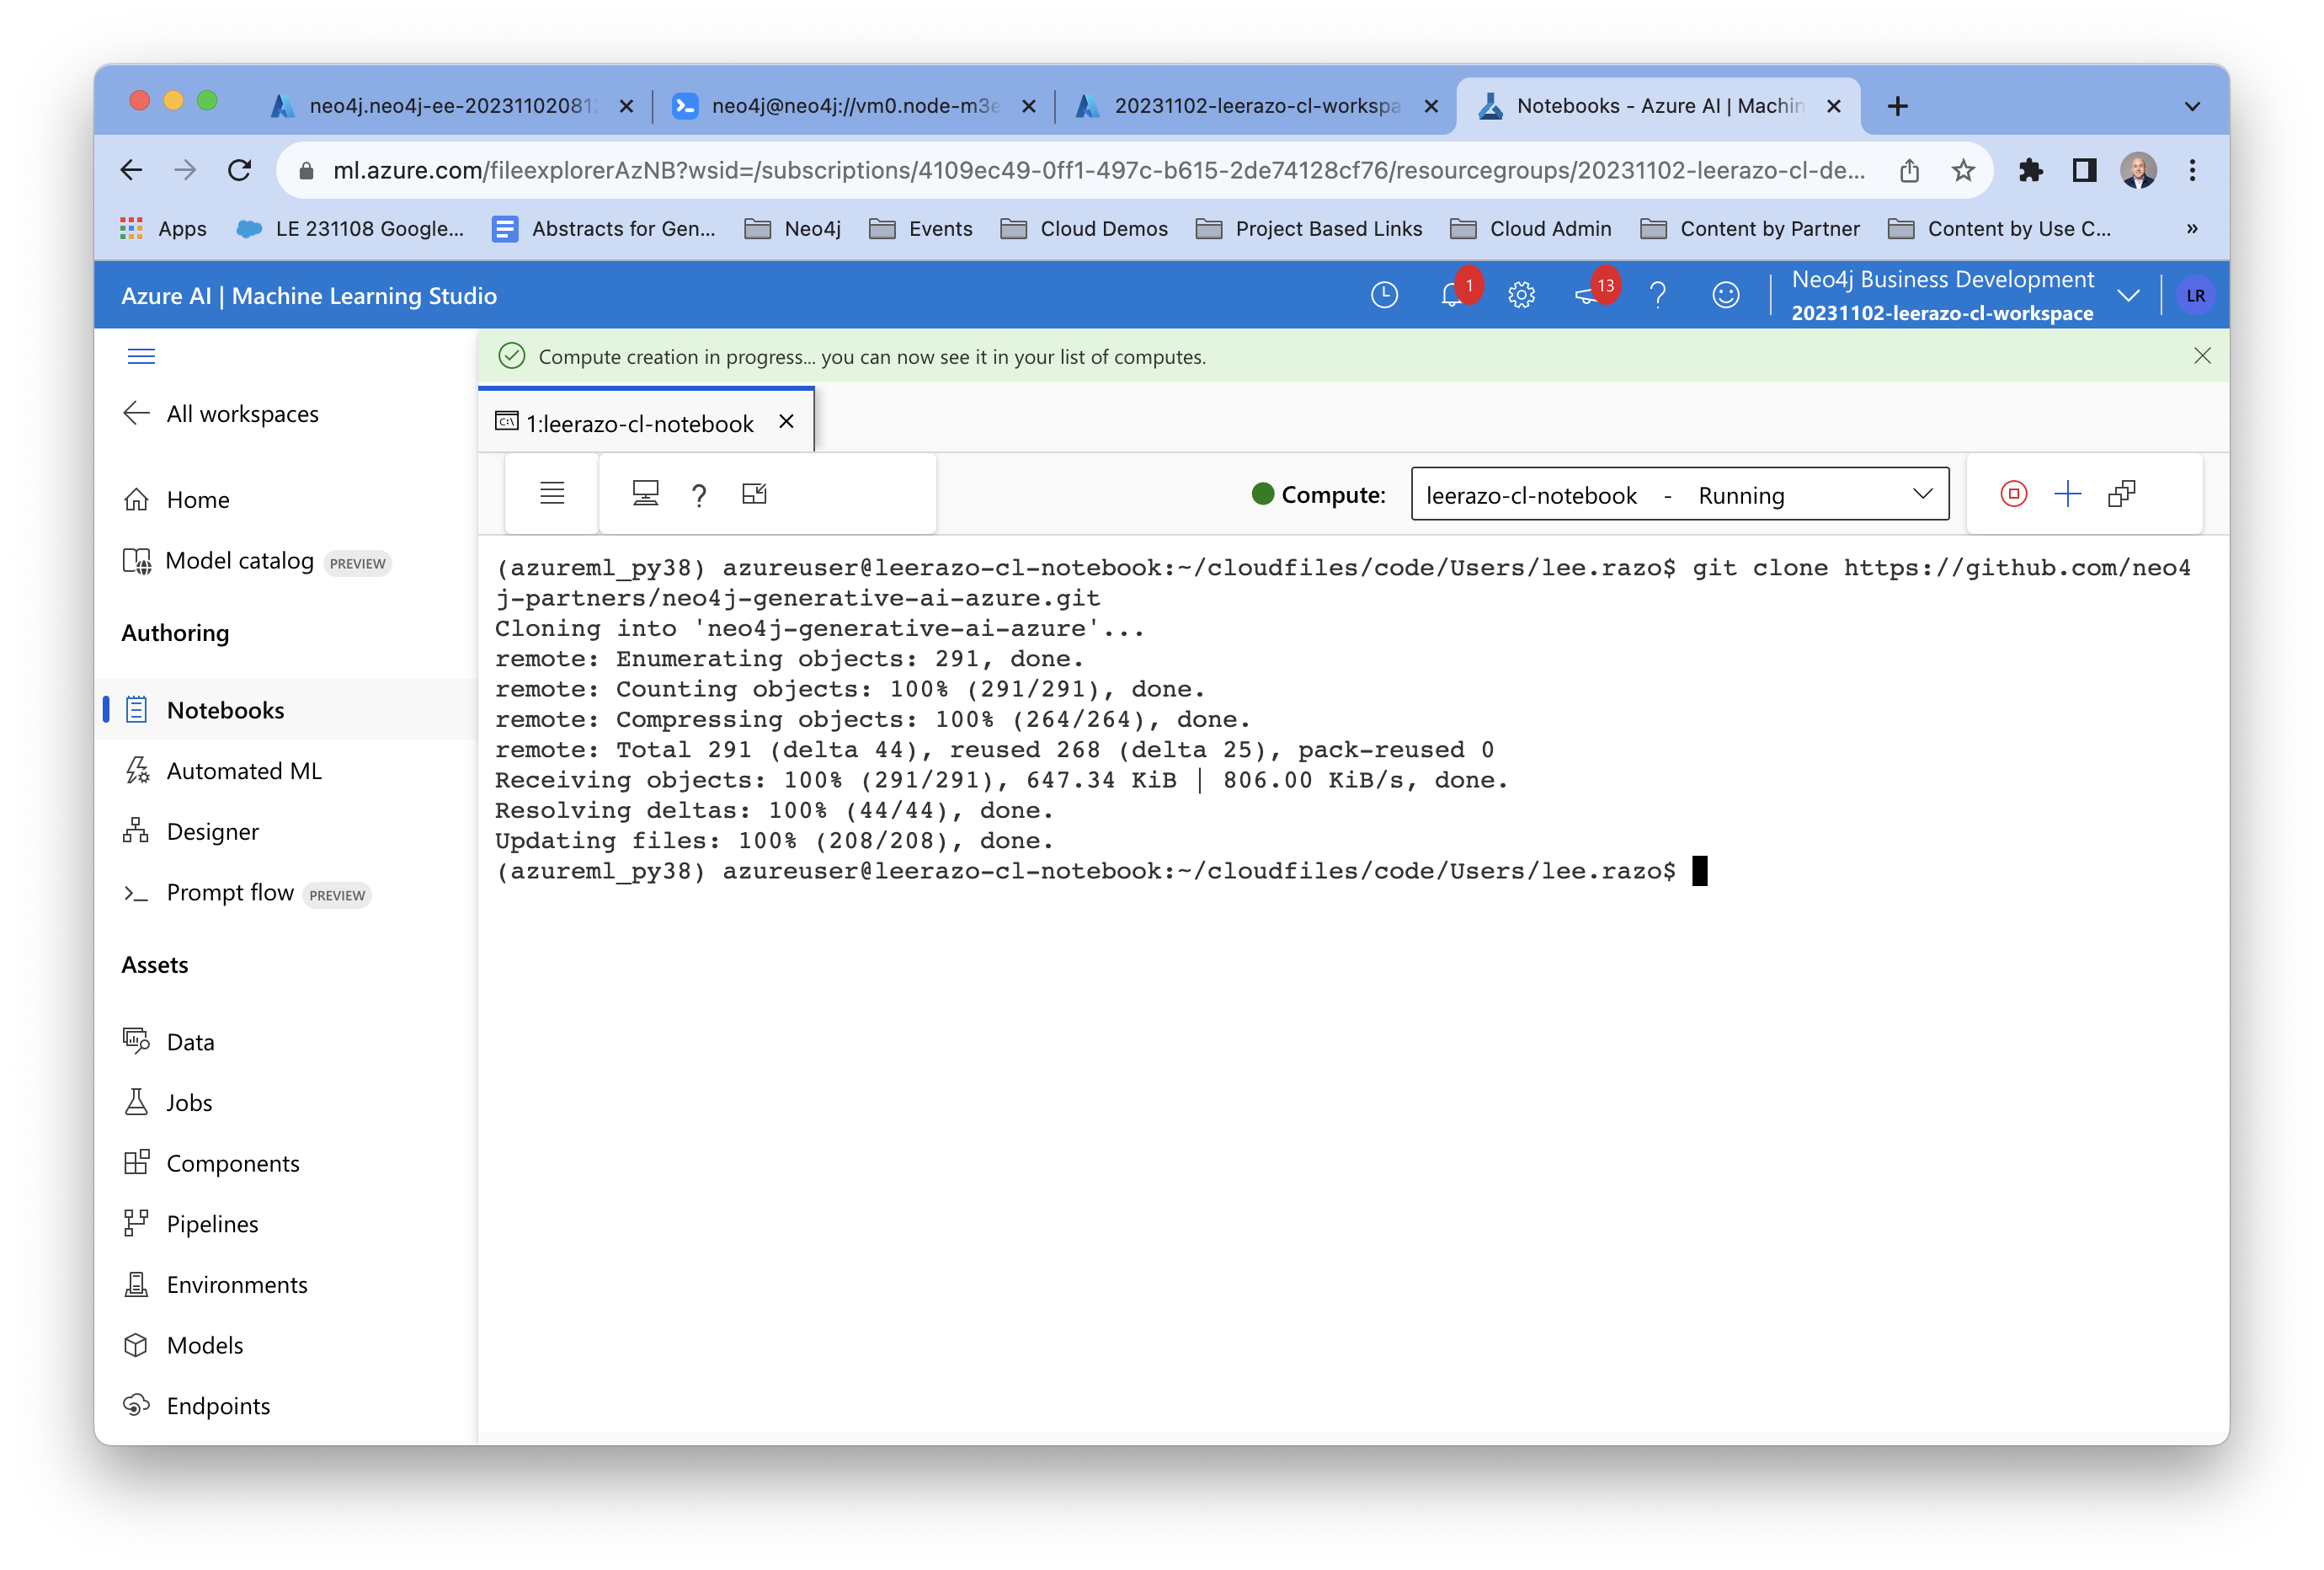 neo4j.neo4j-ee-202311020812
neo4j@neo4j://vm0.node-m3e
20231102-leerazo-cl-workspa
Notebooks - Azure AI | Machin
ml.azure.com/fileexplorerAzNB?wsid=/subscriptions/4109ec49-0ff1-497c-b615-2de74128cf76/resourcegroups/20231102-leerazo-cl-de...
Apps
LE 231108 Google...
Abstracts for Gen...
Neo4j
Events
Cloud Demos
Project Based Links
Cloud Admin
Content by Partner
Content by Use C...
»
Azure AI | Machine Learning Studio
1
13
Neo4j Business Development
20231102-leerazo-cl-workspace
LR
Compute creation in progress... you can now see it in your list of computes.
All workspaces
Home
Model catalog PREVIEW
Authoring
Notebooks
Automated ML
Designer
Prompt flow PREVIEW
Assets
Data
Jobs
Components
Pipelines
Environments
Models
Endpoints
1:leerazo-cl-notebook
Compute: leerazo-cl-notebook - Running
(azureml_py38) azureuser@leerazo-cl-notebook:~/cloudfiles/code/Users/lee.razo$ git clone https://github.com/neo4
j-partners/neo4j-generative-ai-azure.git
Cloning into 'neo4j-generative-ai-azure'...
remote: Enumerating objects: 291, done.
remote: Counting objects: 100% (291/291), done.
remote: Compressing objects: 100% (264/264), done.
remote: Total 291 (delta 44), reused 268 (delta 25), pack-reused 0
Receiving objects: 100% (291/291), 647.34 KiB | 806.00 KiB/s, done.
Resolving deltas: 100% (44/44), done.
Updating files: 100% (208/208), done.
(azureml_py38) azureuser@leerazo-cl-notebook:~/cloudfiles/code/Users/lee.razo$